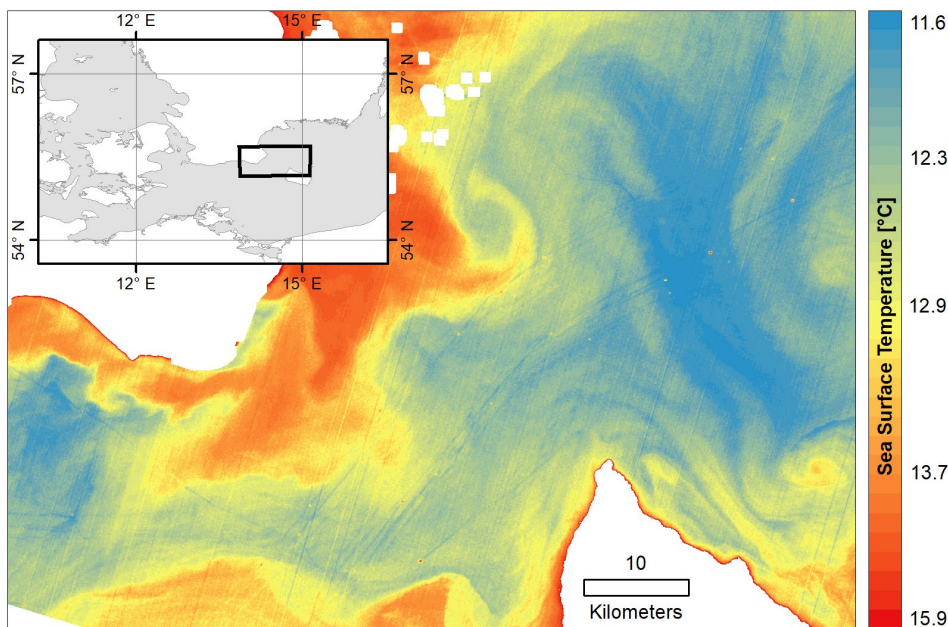 12° E
15° E
57° N
57° N
54° N
54° N
12° E
15° E
11.6
12.3
12.9
13.7
15.9
Sea Surface Temperature [°C]
10
Kilometers